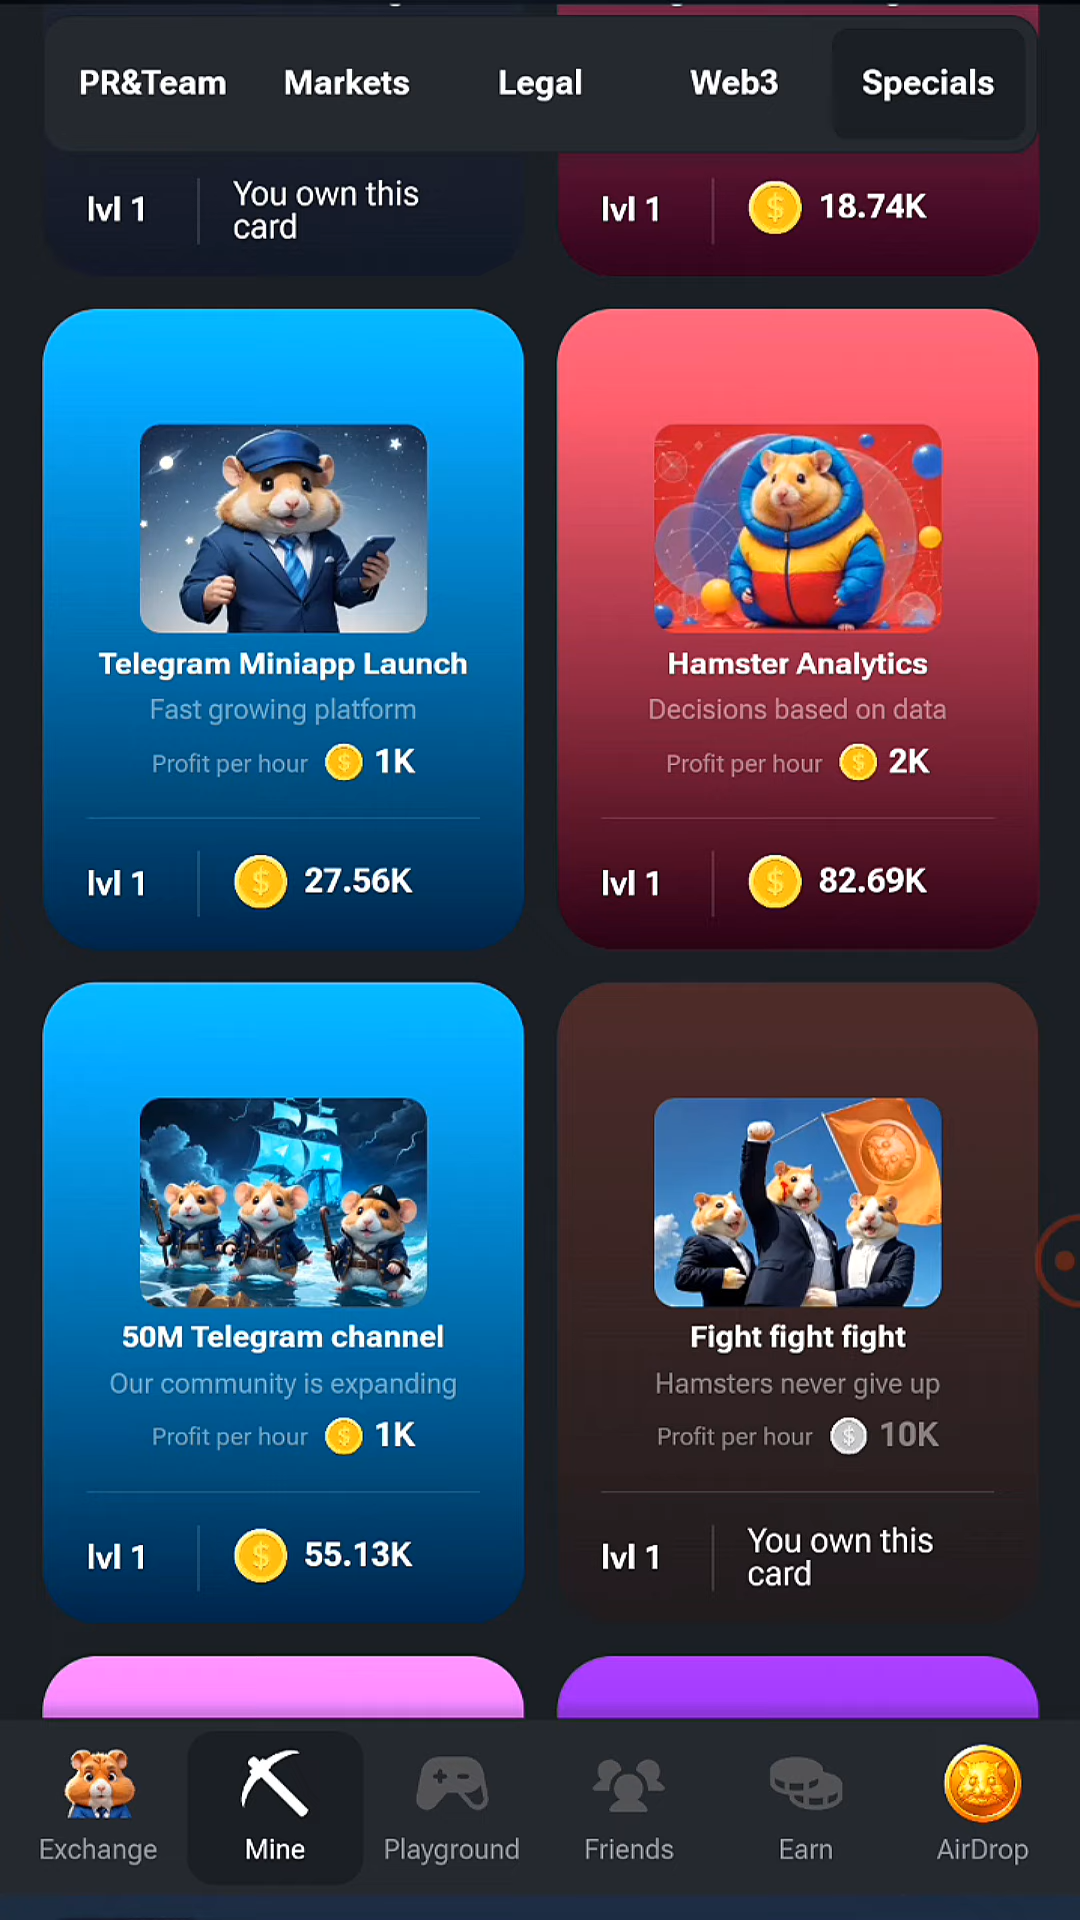 PR&Team Markets Legal Web3 Specials
lvl 1 You own this card
lvl 1 18.74K
Telegram Miniapp Launch
Fast growing platform
Profit per hour 1K
lvl 1 27.56K
Hamster Analytics
Decisions based on data
Profit per hour 2K
lvl 1 82.69K
50M Telegram channel
Our community is expanding
Profit per hour 1K
lvl 1 55.13K
Fight fight fight
Hamsters never give up
Profit per hour 10K
lvl 1 You own this card
Exchange Mine Playground Friends Earn AirDrop